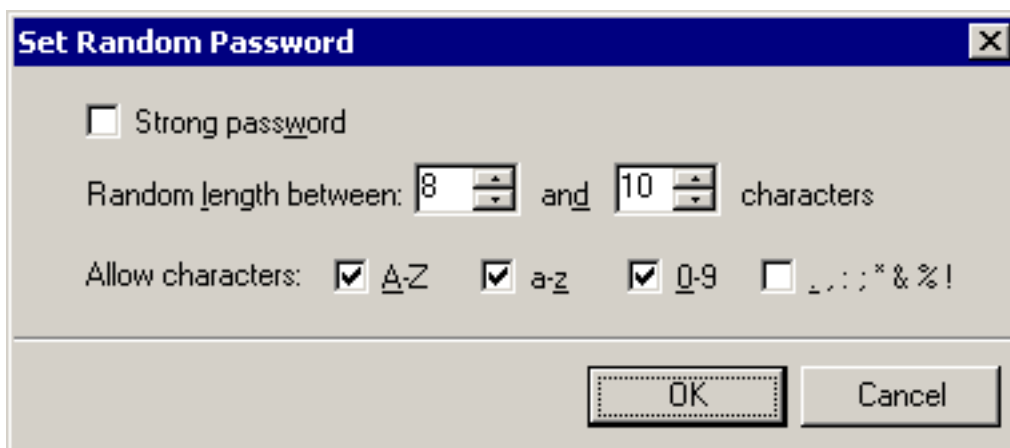 Set Random Password
Strong password
Random length between: 8 and 10 characters
Allow characters: A-Z a-z 0-9 . , : ; * & % !
OK Cancel